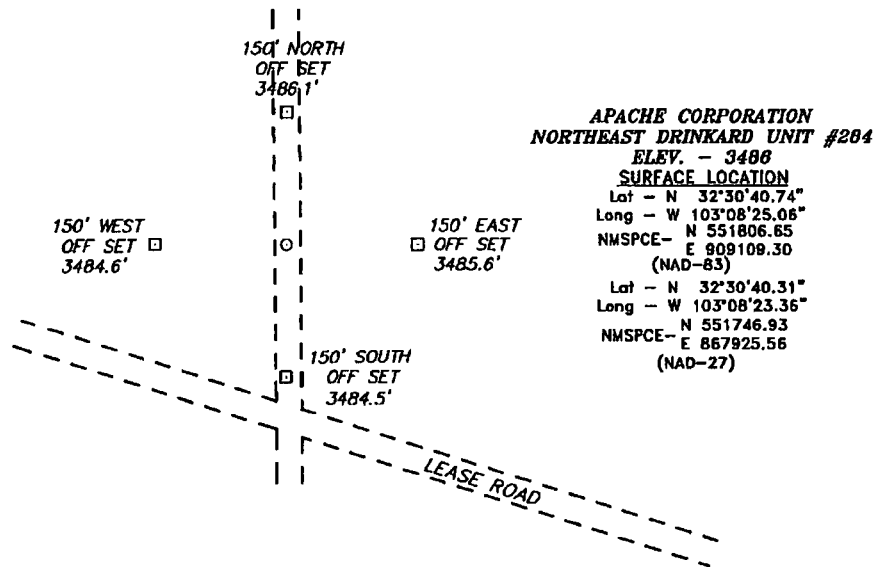 150' NORTH
OFF SET
3486.1'
150' WEST
OFF SET
3484.6'
150' EAST
OFF SET
3485.6'
150' SOUTH
OFF SET
3484.5'
LEASE ROAD
APACHE CORPORATION
NORTHEAST DRINKARD UNIT #284
ELEV. - 3486
SURFACE LOCATION
Lat - N 32°30'40.74"
Long - W 103°08'25.06"
NMSPCE- N 551806.65
E 909109.30
(NAD-83)
Lat - N 32°30'40.31"
Long - W 103°08'23.36"
NMSPCE- N 551746.93
E 867925.56
(NAD-27)